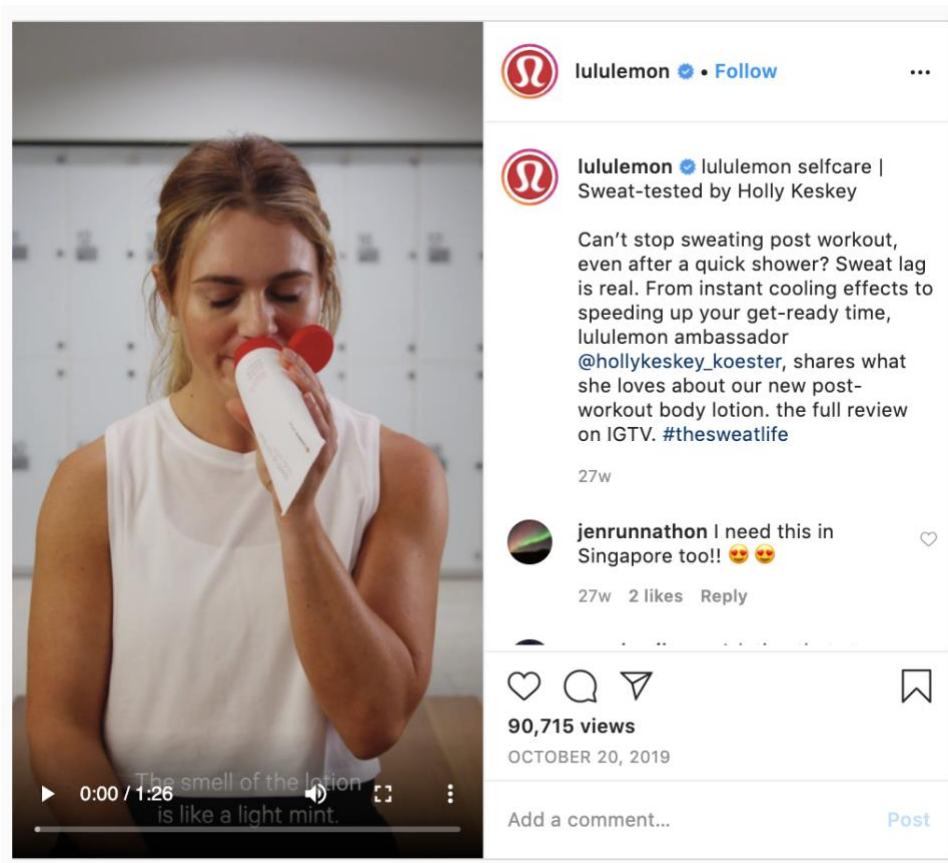 The smell of the lotion
is like a light mint.
0:00 / 1:26
lululemon • Follow
lululemon lululemon selfcare |
Sweat-tested by Holly Keskey
Can’t stop sweating post workout,
even after a quick shower? Sweat lag
is real. From instant cooling effects to
speeding up your get-ready time,
lululemon ambassador
@hollykeskey_koester, shares what
she loves about our new post-
workout body lotion. the full review
on IGTV. #thesweatlife
27w
jenrunnathon I need this in
Singapore too!! 😍 😍
27w 2 likes Reply
90,715 views
OCTOBER 20, 2019
Add a comment... Post